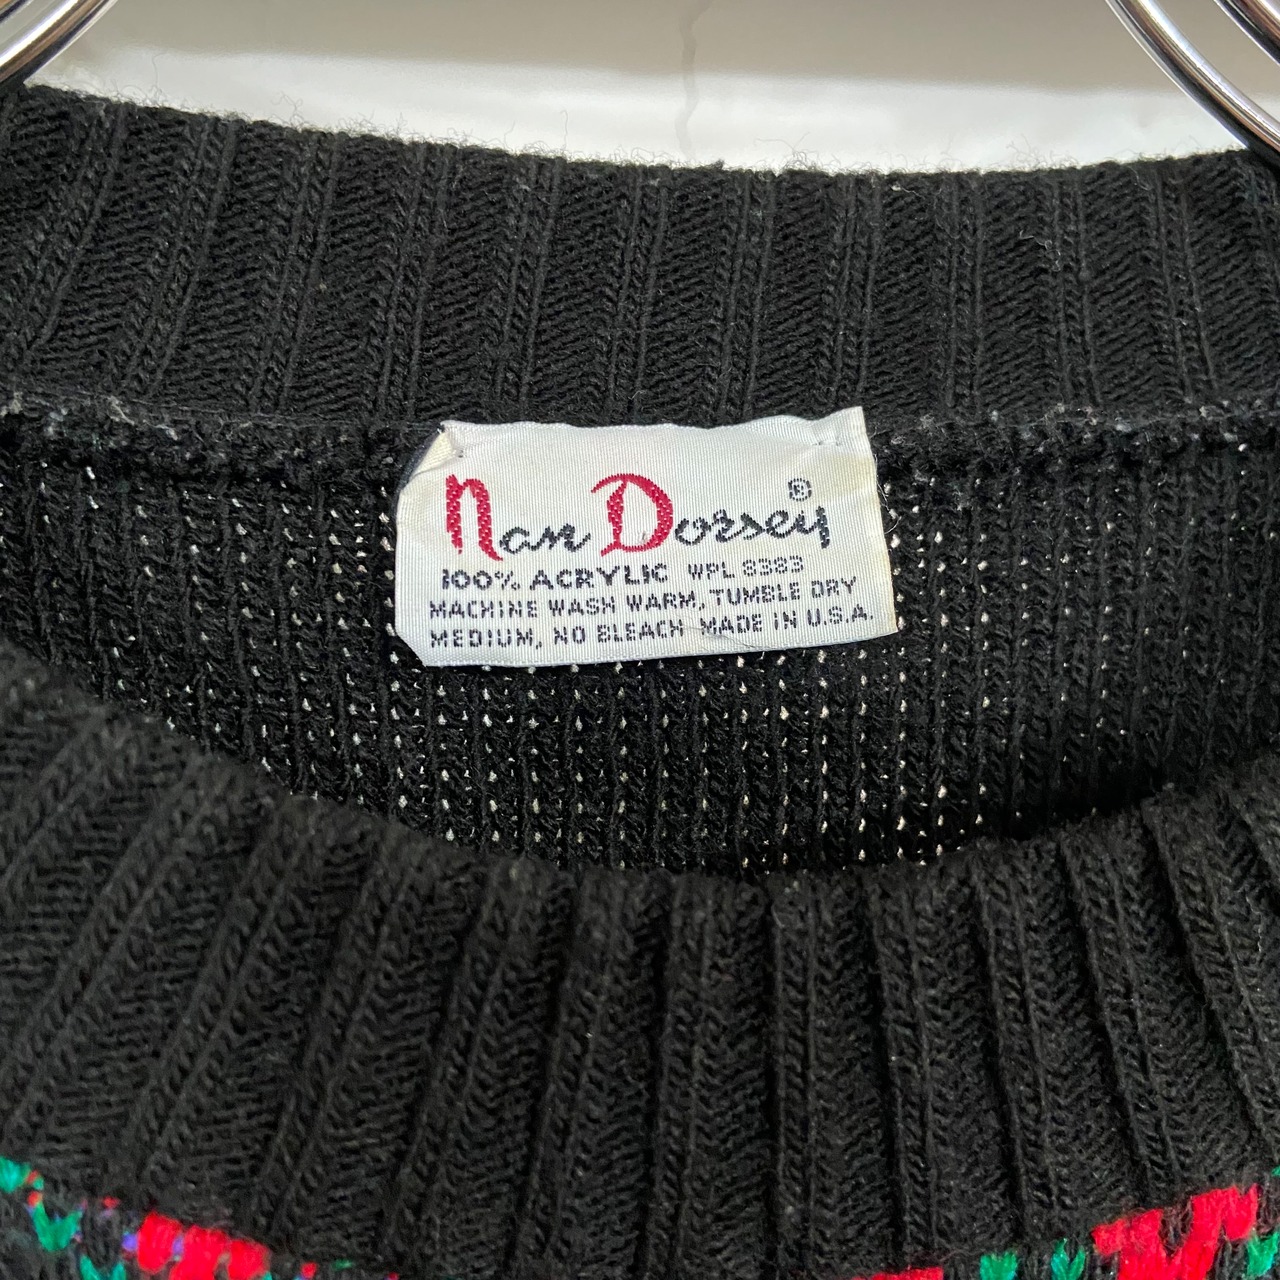 Nan Dorsey ®
100% ACRYLIC WPL 8383
MACHINE WASH WARM, TUMBLE DRY
MEDIUM, NO BLEACH MADE IN U.S.A.